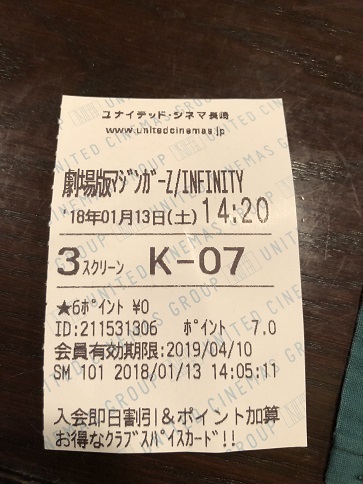 ユナイテッド・シネマ長崎
www.unitedcinemas.jp
劇場版ﾏｼﾞﾝｶﾞｰZ/INFINITY
'18年01月13日(土) 14:20
3スクリーン K-07
★6ﾎﾟｲﾝﾄ ¥0
ID:211531306 ﾎﾟｲﾝﾄ 7.0
会員有効期限:2019/04/10
SM 101 2018/01/13 14:05:11
入会即日割引&ポイント加算
お得なｸﾗﾌﾞｽﾊﾟｲｽｶｰﾄﾞ!!
UNITED CINEMAS GROUP